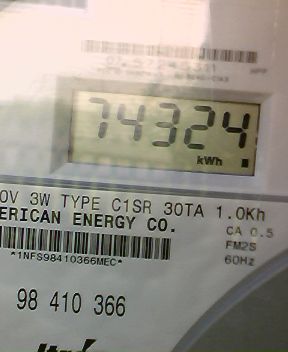 74324
kWh
0V 3W TYPE C1SR 30TA 1.0Kh
ERICAN ENERGY CO.
CA 0.5
FM2S
*1NFS98410366MEC*
60Hz
98 410 366